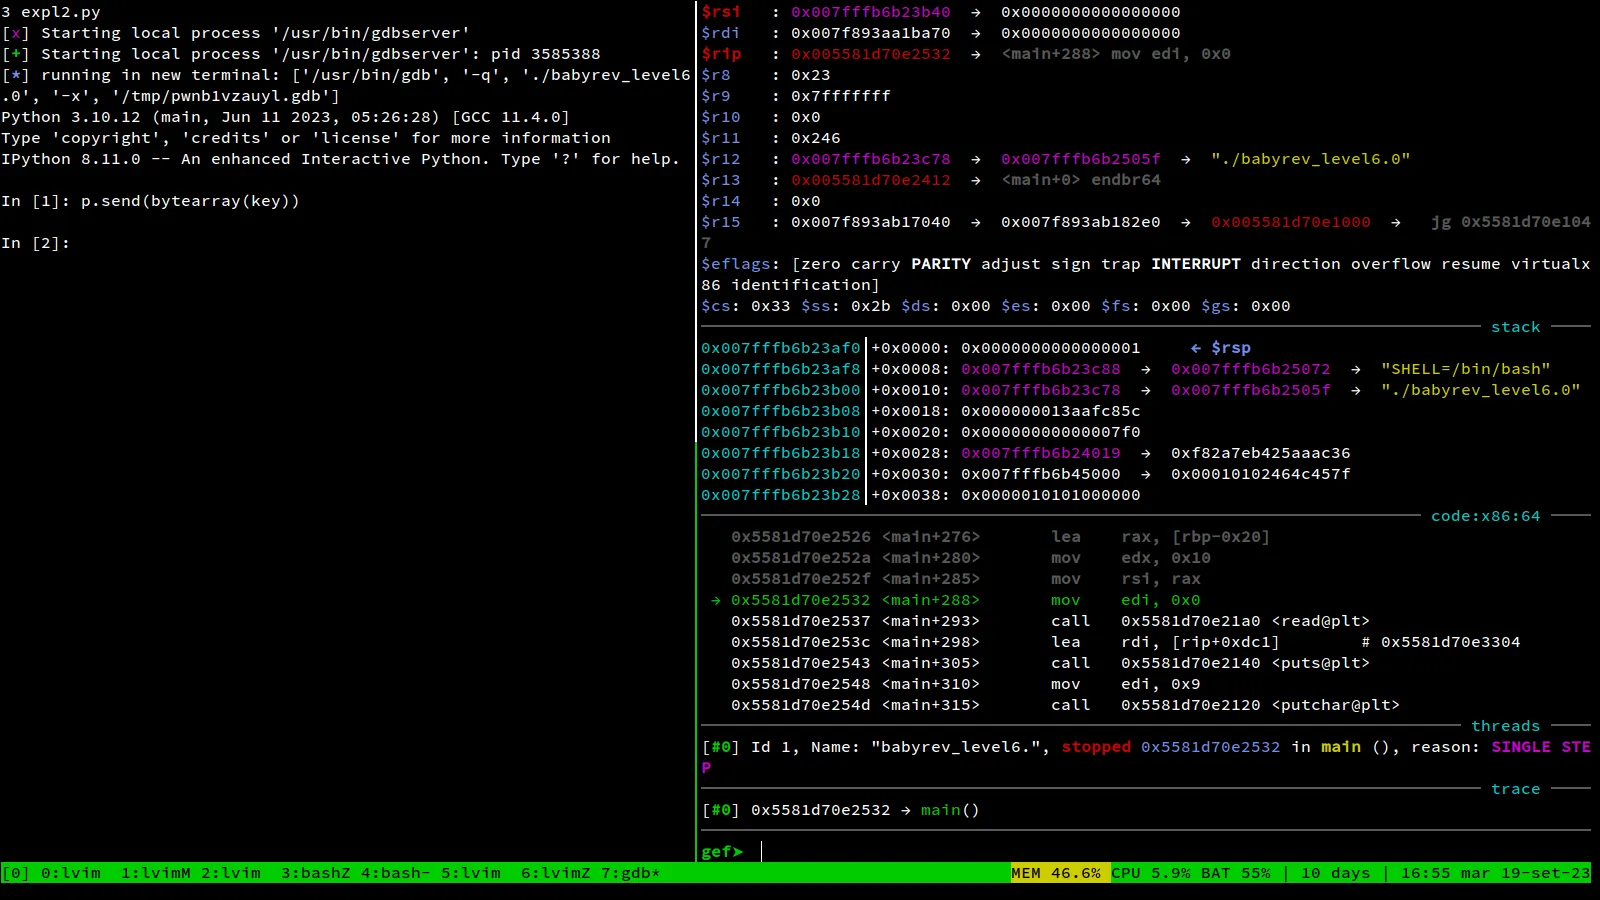 3 expl2.py
[x] Starting local process '/usr/bin/gdbserver'
[+] Starting local process '/usr/bin/gdbserver': pid 3585388
[*] running in new terminal: ['/usr/bin/gdb', '-q', './babyrev_level6
.0', '-x', '/tmp/pwnb1vzauyl.gdb']
Python 3.10.12 (main, Jun 11 2023, 05:26:28) [GCC 11.4.0]
Type 'copyright', 'credits' or 'license' for more information
IPython 8.11.0 -- An enhanced Interactive Python. Type '?' for help.
In [1]: p.send(bytearray(key))
In [2]:
$rsi   : 0x007fffb6b23b40  →  0x0000000000000000
$rdi   : 0x007f893aa1ba70  →  0x0000000000000000
$rip   : 0x005581d70e2532  →  <main+288> mov edi, 0x0
$r8    : 0x23
$r9    : 0x7fffffff
$r10   : 0x0
$r11   : 0x246
$r12   : 0x007fffb6b23c78  →  0x007fffb6b2505f  →  "./babyrev_level6.0"
$r13   : 0x005581d70e2412  →  <main+0> endbr64
$r14   : 0x0
$r15   : 0x007f893ab17040  →  0x007f893ab182e0  →  0x005581d70e1000  →   jg 0x5581d70e104
7
$eflags: [zero carry PARITY adjust sign trap INTERRUPT direction overflow resume virtualx
86 identification]
$cs: 0x33 $ss: 0x2b $ds: 0x00 $es: 0x00 $fs: 0x00 $gs: 0x00
stack
0x007fffb6b23af0│+0x0000: 0x0000000000000001     ← $rsp
0x007fffb6b23af8│+0x0008: 0x007fffb6b23c88  →  0x007fffb6b25072  →  "SHELL=/bin/bash"
0x007fffb6b23b00│+0x0010: 0x007fffb6b23c78  →  0x007fffb6b2505f  →  "./babyrev_level6.0"
0x007fffb6b23b08│+0x0018: 0x000000013aafc85c
0x007fffb6b23b10│+0x0020: 0x00000000000007f0
0x007fffb6b23b18│+0x0028: 0x007fffb6b24019  →  0xf82a7eb425aaac36
0x007fffb6b23b20│+0x0030: 0x007fffb6b45000  →  0x00010102464c457f
0x007fffb6b23b28│+0x0038: 0x0000010101000000
code:x86:64
0x5581d70e2526 <main+276>       lea    rax, [rbp-0x20]
0x5581d70e252a <main+280>       mov    edx, 0x10
0x5581d70e252f <main+285>       mov    rsi, rax
→ 0x5581d70e2532 <main+288>       mov    edi, 0x0
0x5581d70e2537 <main+293>       call   0x5581d70e21a0 <read@plt>
0x5581d70e253c <main+298>       lea    rdi, [rip+0xdc1]        # 0x5581d70e3304
0x5581d70e2543 <main+305>       call   0x5581d70e2140 <puts@plt>
0x5581d70e2548 <main+310>       mov    edi, 0x9
0x5581d70e254d <main+315>       call   0x5581d70e2120 <putchar@plt>
threads
[#0] Id 1, Name: "babyrev_level6.", stopped 0x5581d70e2532 in main (), reason: SINGLE STE
P
trace
[#0] 0x5581d70e2532 → main()
gef➤
[0] 0:lvim  1:lvimM 2:lvim  3:bashZ 4:bash- 5:lvim  6:lvimZ 7:gdb*  MEM 46.6% CPU 5.9% BAT 55% | 10 days | 16:55 mar 19-set-23